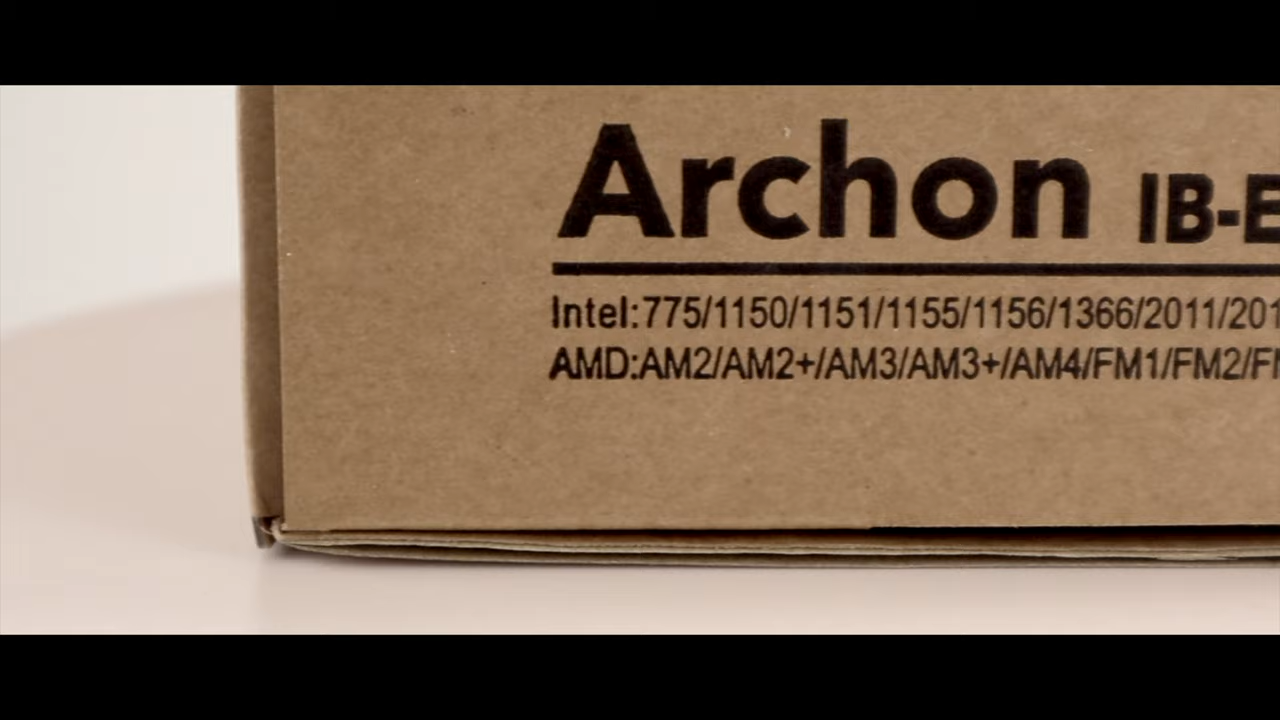 Archon IB-E
Intel:775/1150/1151/1155/1156/1366/2011/201
AMD:AM2/AM2+/AM3/AM3+/AM4/FM1/FM2/F